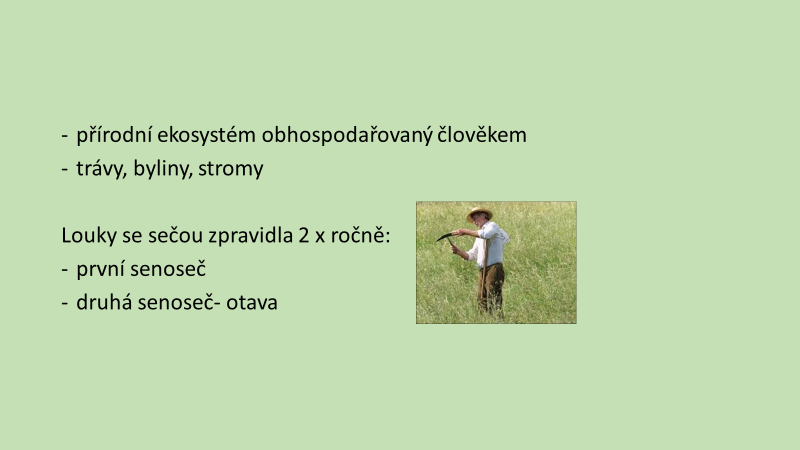 - přírodní ekosystém obhospodařovaný člověkem
- trávy, byliny, stromy
Louky se sečou zpravidla 2 x ročně:
- první senoseč
- druhá senoseč- otava